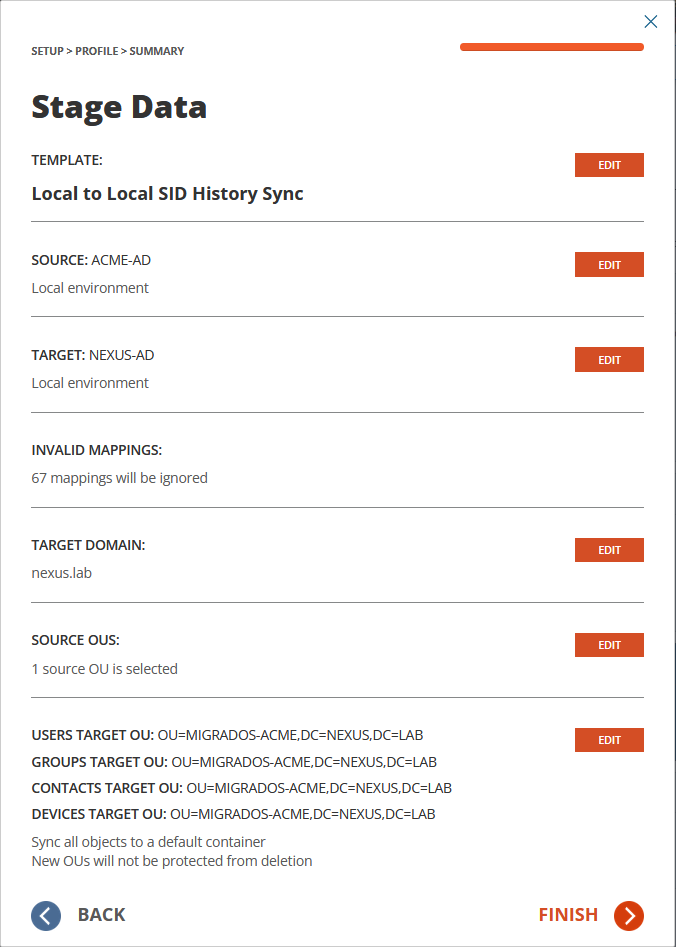 SETUP > PROFILE > SUMMARY
Stage Data
TEMPLATE:
EDIT
Local to Local SID History Sync
SOURCE: ACME-AD
EDIT
Local environment
TARGET: NEXUS-AD
EDIT
Local environment
INVALID MAPPINGS:
67 mappings will be ignored
TARGET DOMAIN:
EDIT
nexus.lab
SOURCE OUS:
EDIT
1 source OU is selected
USERS TARGET OU: OU=MIGRADOS-ACME,DC=NEXUS,DC=LAB
EDIT
GROUPS TARGET OU: OU=MIGRADOS-ACME,DC=NEXUS,DC=LAB
CONTACTS TARGET OU: OU=MIGRADOS-ACME,DC=NEXUS,DC=LAB
DEVICES TARGET OU: OU=MIGRADOS-ACME,DC=NEXUS,DC=LAB
Sync all objects to a default container
New OUs will not be protected from deletion
BACK
FINISH